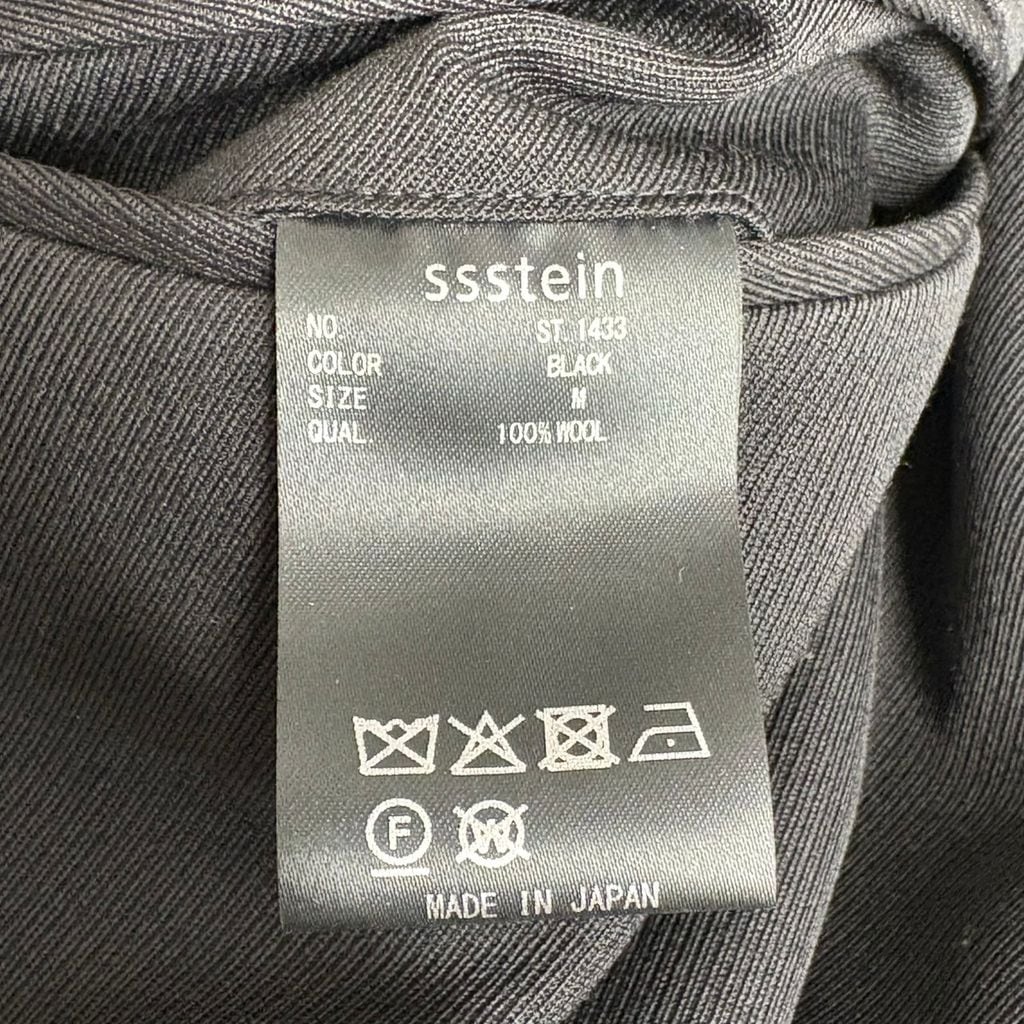 ssstein
NO. ST.1433
COLOR BLACK
SIZE M
QUAL. 100% WOOL
F
W
MADE IN JAPAN